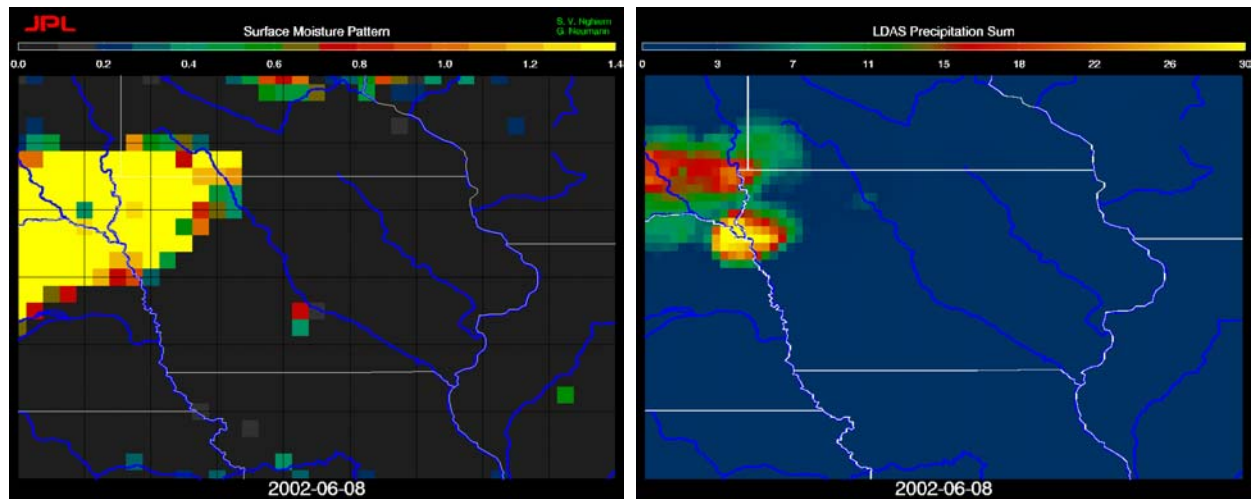 JPL
Surface Moisture Pattern
S. V. Nghiem
G. Neumann
0.0 0.2 0.4 0.6 0.8 1.0 1.2 1.4
2002-06-08
LDAS Precipitation Sum
0 3 7 11 15 18 22 26 30
2002-06-08